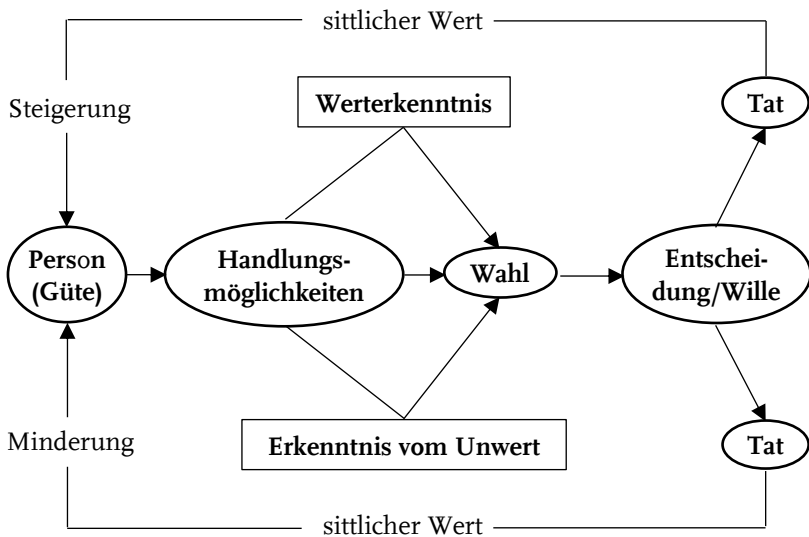 sittlicher Wert
Steigerung
Werterkenntnis
Tat
Person
(Güte)
Handlungs-
möglichkeiten
Wahl
Entschei-
dung/Wille
Minderung
Erkenntnis vom Unwert
Tat
sittlicher Wert